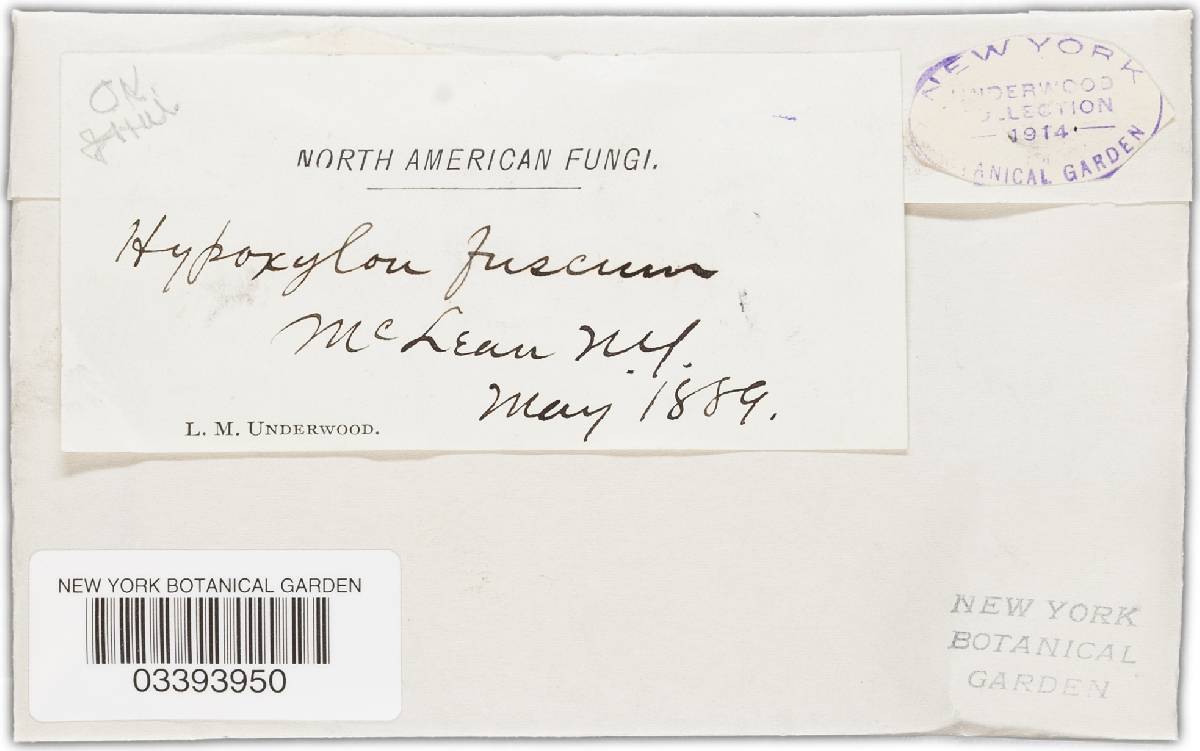 OK
NORTH AMERICAN FUNGI.
Hypoxylon fuscum
McLean N.Y.
May 1889.
L. M. UNDERWOOD.
NEW YORK
UNDERWOOD
COLLECTION
1914
BOTANICAL GARDEN
NEW YORK BOTANICAL GARDEN
03393950
NEW YORK
BOTANICAL
GARDEN